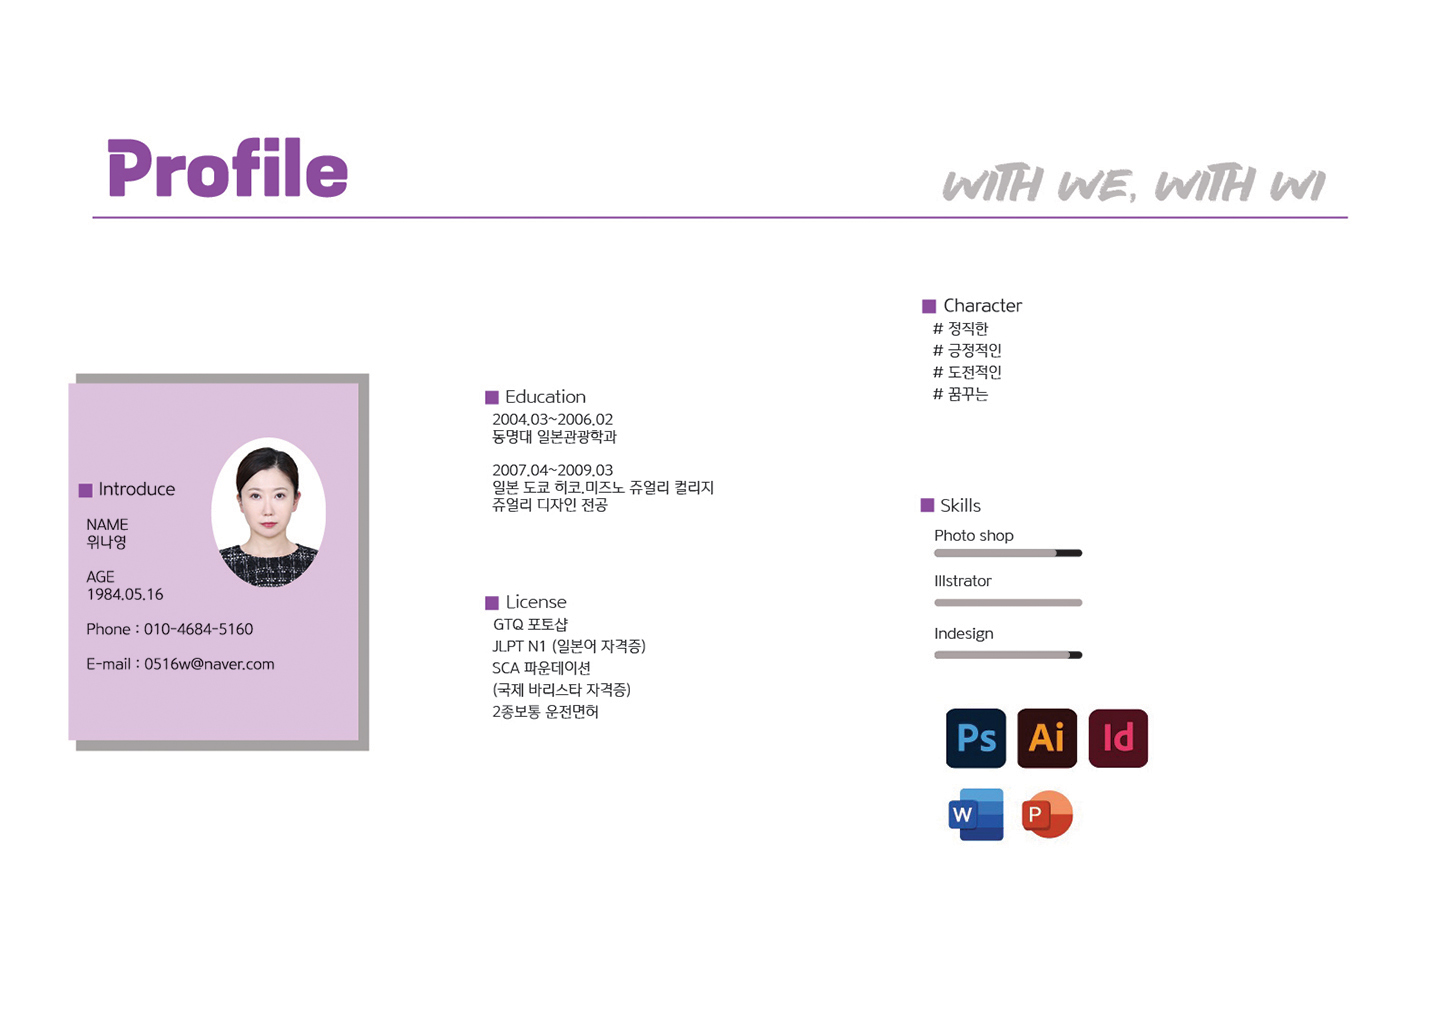 Profile
WITH WE, WITH WI
Introduce
NAME
위나영
AGE
1984.05.16
Phone : 010-4684-5160
E-mail : 0516w@naver.com
Education
2004.03~2006.02
동명대 일본관광학과
2007.04~2009.03
일본 도쿄 히코.미즈노 쥬얼리 컬리지
쥬얼리 디자인 전공
License
GTQ 포토샵
JLPT N1 (일본어 자격증)
SCA 파운데이션
(국제 바리스타 자격증)
2종보통 운전면허
Character
# 정직한
# 긍정적인
# 도전적인
# 꿈꾸는
Skills
Photo shop
Illstrator
Indesign
Ps Ai Id
W P